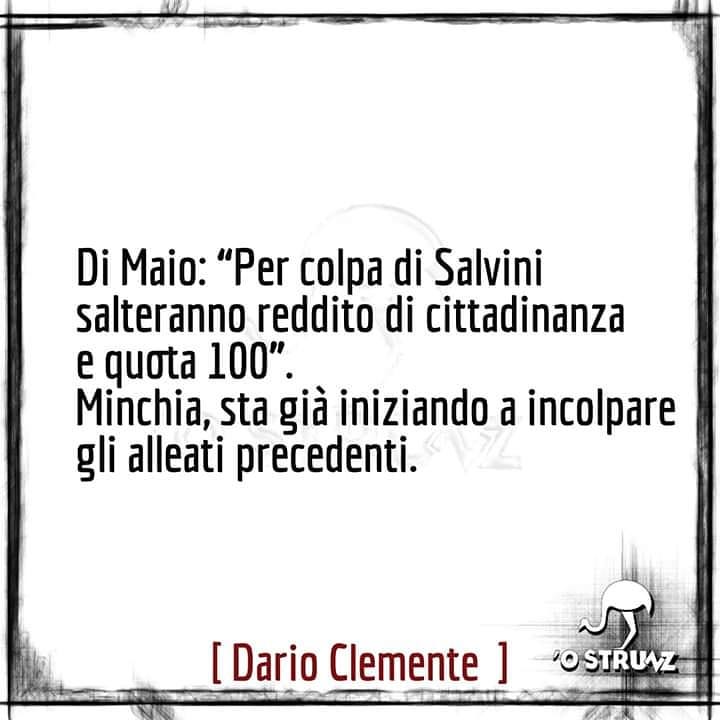 Di Maio: “Per colpa di Salvini
salteranno reddito di cittadinanza
e quota 100”.
Minchia, sta già iniziando a incolpare
gli alleati precedenti.
[ Dario Clemente ]
'O STRUZZ